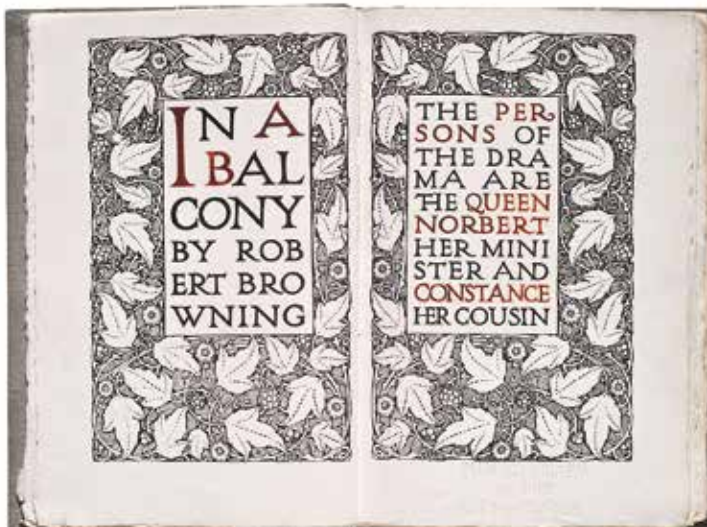 IN A
BAL
CONY
BY ROB
ERT BRO
WNING
THE PER
SONS OF
THE DRA
MA ARE
THE QUEEN
NORBERT
HER MINI
STER AND
CONSTANCE
HER COUSIN